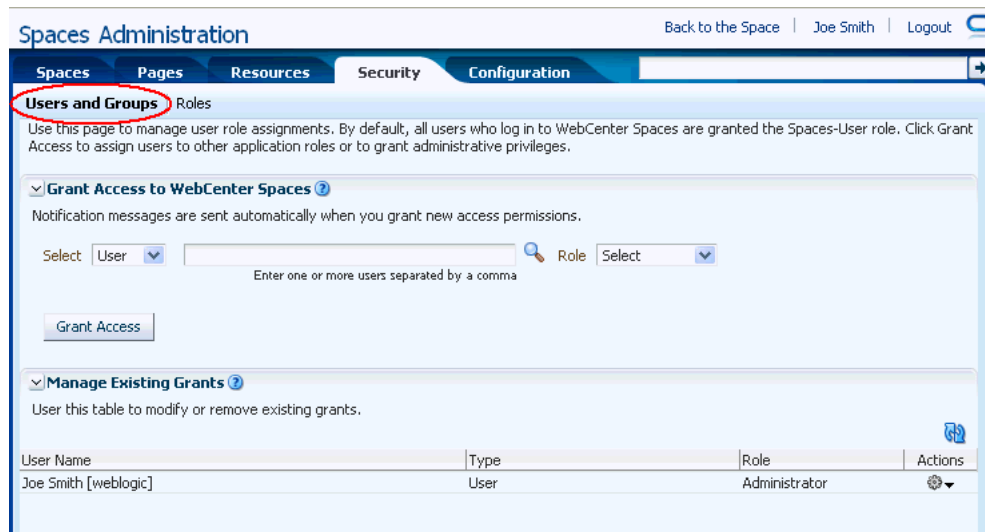 Spaces Administration
Back to the Space | Joe Smith | Logout
Spaces Pages Resources Security Configuration
Users and Groups Roles
Use this page to manage user role assignments. By default, all users who log in to WebCenter Spaces are granted the Spaces-User role. Click Grant
Access to assign users to other application roles or to grant administrative privileges.
Grant Access to WebCenter Spaces
Notification messages are sent automatically when you grant new access permissions.
Select User Role Select
Enter one or more users separated by a comma
Grant Access
Manage Existing Grants
User this table to modify or remove existing grants.
User Name Type Role Actions
Joe Smith [weblogic] User Administrator